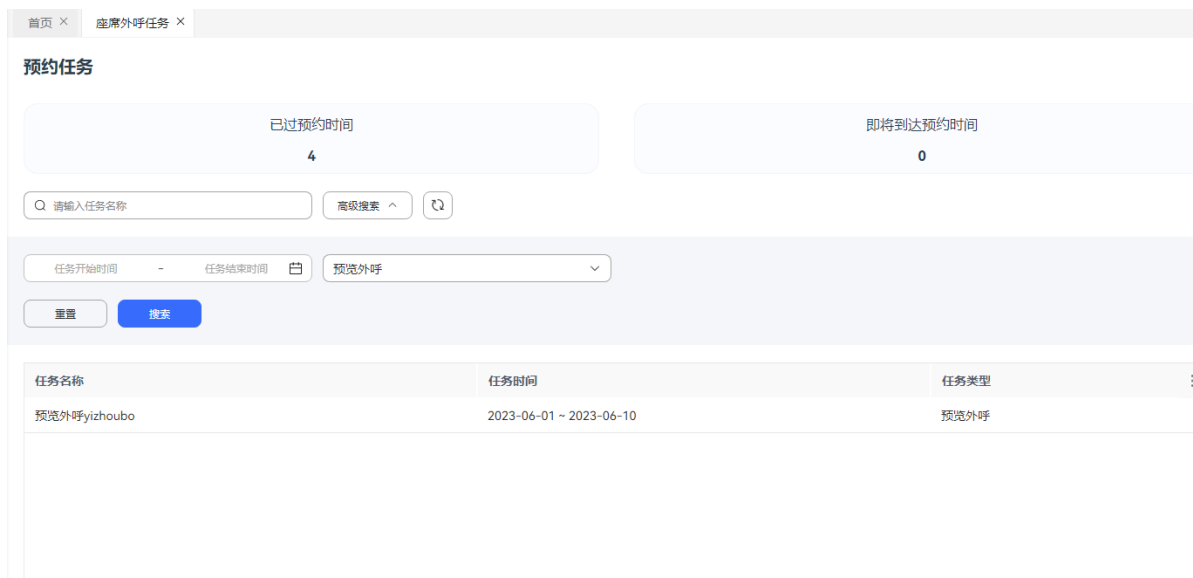 首页 座席外呼任务
预约任务
已过预约时间 即将到达预约时间
4 0
请输入任务名称 高级搜索
任务开始时间 - 任务结束时间 预览外呼
重置 搜索
任务名称 任务时间 任务类型
预览外呼yizhoubo 2023-06-01 ~ 2023-06-10 预览外呼